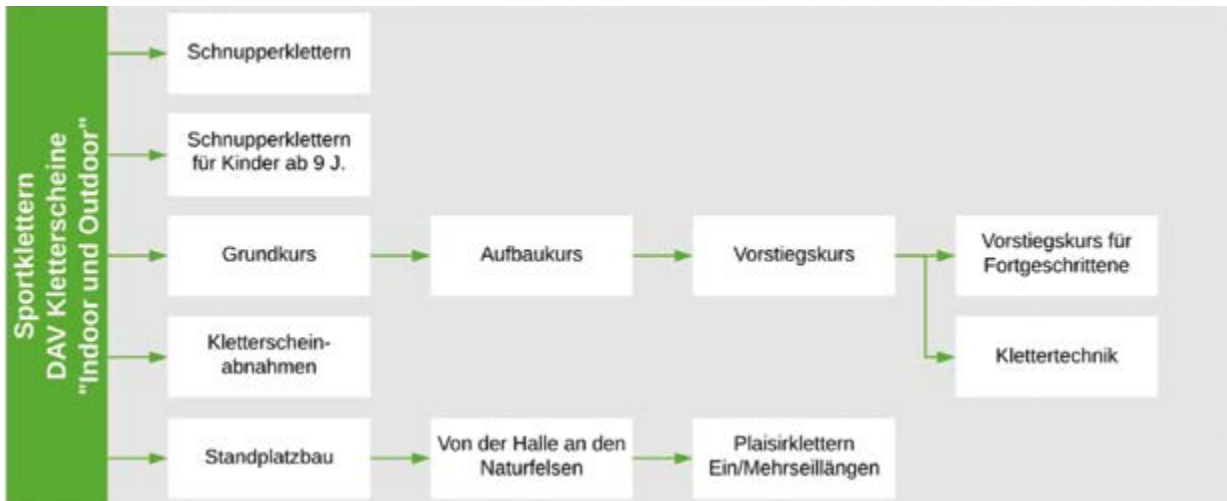 Sportklettern
DAV Kletterscheine
"Indoor und Outdoor"
Schnupperklettern
Schnupperklettern
für Kinder ab 9 J.
Grundkurs
Aufbaukurs
Vorstiegskurs
Vorstiegskurs für
Fortgeschrittene
Kletterschein-
abnahmen
Klettertechnik
Standplatzbau
Von der Halle an den
Naturfelsen
Plaisirklettern
Ein/Mehrseillängen